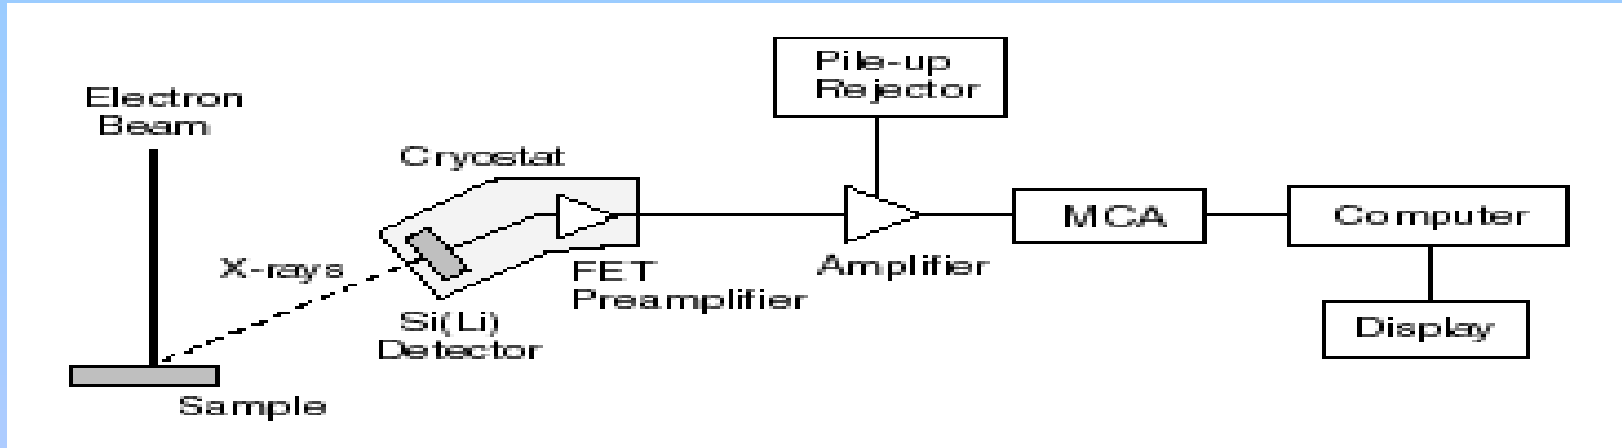 Electron
Beam
Cryostat
Pile-up
Rejector
X-rays
Si(Li)
Detector
FET
Preamplifier
Amplifier
MCA
Computer
Display
Sample